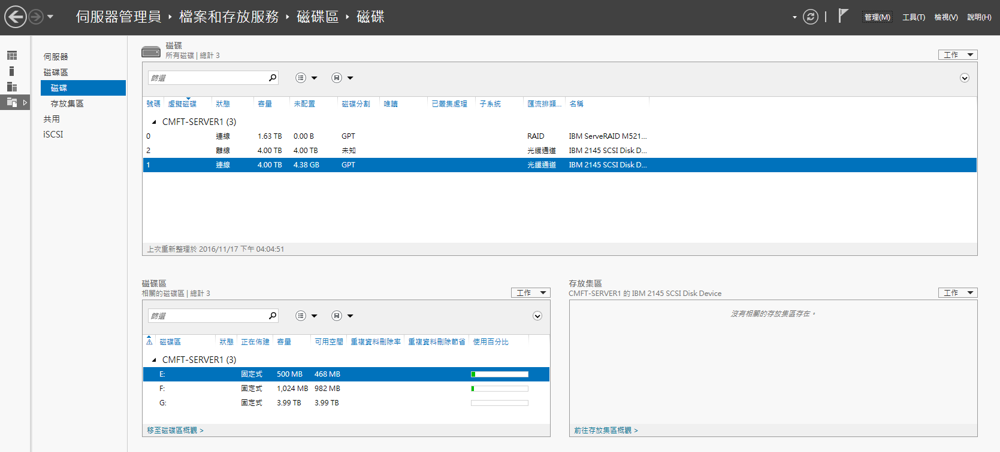 伺服器管理員 ‣ 檔案和存放服務 ‣ 磁碟區 ‣ 磁碟
管理(M) 工具(T) 檢視(V) 說明(H)
伺服器
磁碟區
磁碟
存放集區
共用
iSCSI
磁碟
所有磁碟 | 總計 3
工作
篩選
號碼 虛擬磁碟 狀態 容量 未配置 磁碟分割 唯讀 已叢集處理 子系統 匯流排類... 名稱
CMFT-SERVER1 (3)
0 連線 1.63 TB 0.00 B GPT RAID IBM ServeRAID M521...
2 離線 4.00 TB 4.00 TB 未知 光纖通道 IBM 2145 SCSI Disk D...
1 連線 4.00 TB 4.38 GB GPT 光纖通道 IBM 2145 SCSI Disk D...
上次重新整理於 2016/11/17 下午 04:04:51
磁碟區
相關的磁碟區 | 總計 3
工作
篩選
磁碟區 狀態 正在佈建 容量 可用空間 重複資料刪除率 重複資料刪除節省 使用百分比
CMFT-SERVER1 (3)
E: 固定式 500 MB 468 MB
F: 固定式 1,024 MB 982 MB
G: 固定式 3.99 TB 3.99 TB
移至磁碟區概觀 >
存放集區
CMFT-SERVER1 的 IBM 2145 SCSI Disk Device
工作
沒有相關的存放集區存在。
前往存放集區概觀 >